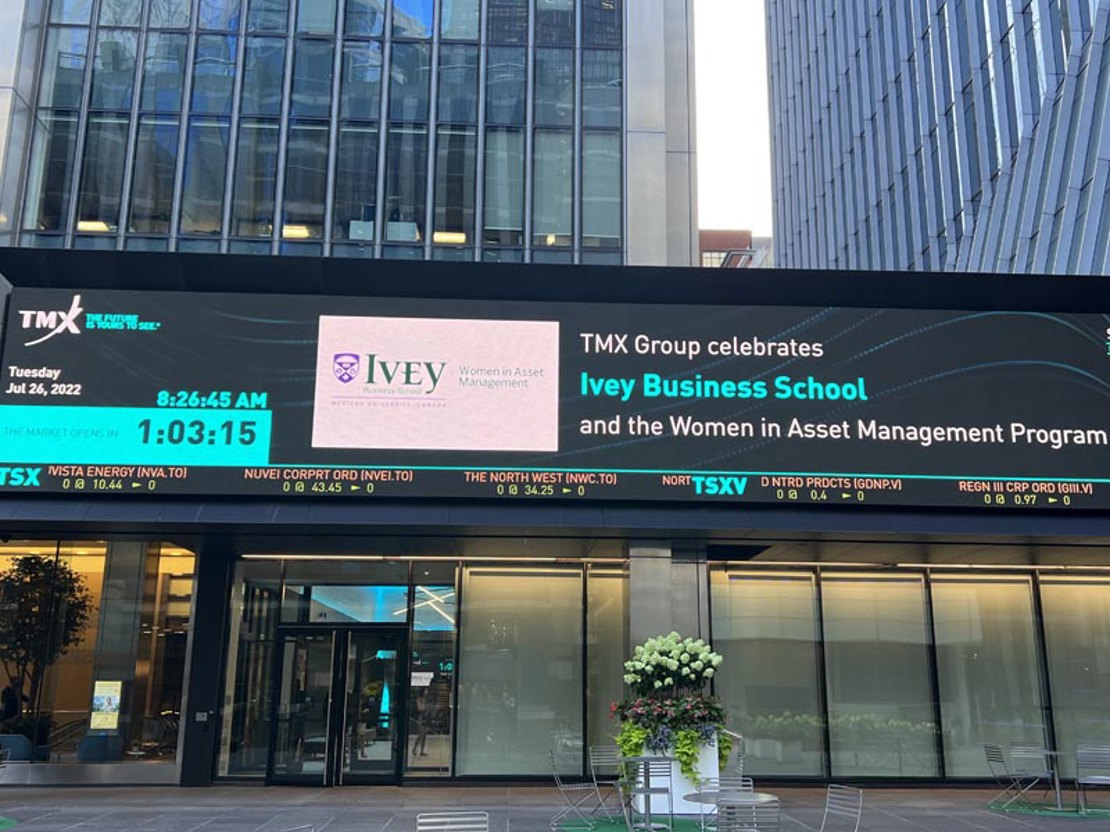 TMX
THE FUTURE
IS YOURS TO SEE.®
Tuesday
Jul 26, 2022
8:26:45 AM
THE MARKET OPENS IN 1:03:15
IVEY
Business School
WESTERN UNIVERSITY · CANADA
Women in Asset
Management
TMX Group celebrates
Ivey Business School
and the Women in Asset Management Program
TSX VISTA ENERGY (NVA.TO) NUVEI CORPRT ORD (NVEI.TO) THE NORTH WEST (NWC.TO) NORT TSXV D NTRD PRDCTS (GDNP.V) REGN III CRP ORD (GIII.V)
0 @ 10.44 ► 0 0 @ 43.45 ► 0 0 @ 34.25 ► 0 0 @ 0.4 ► 0 0 @ 0.97 ► 0